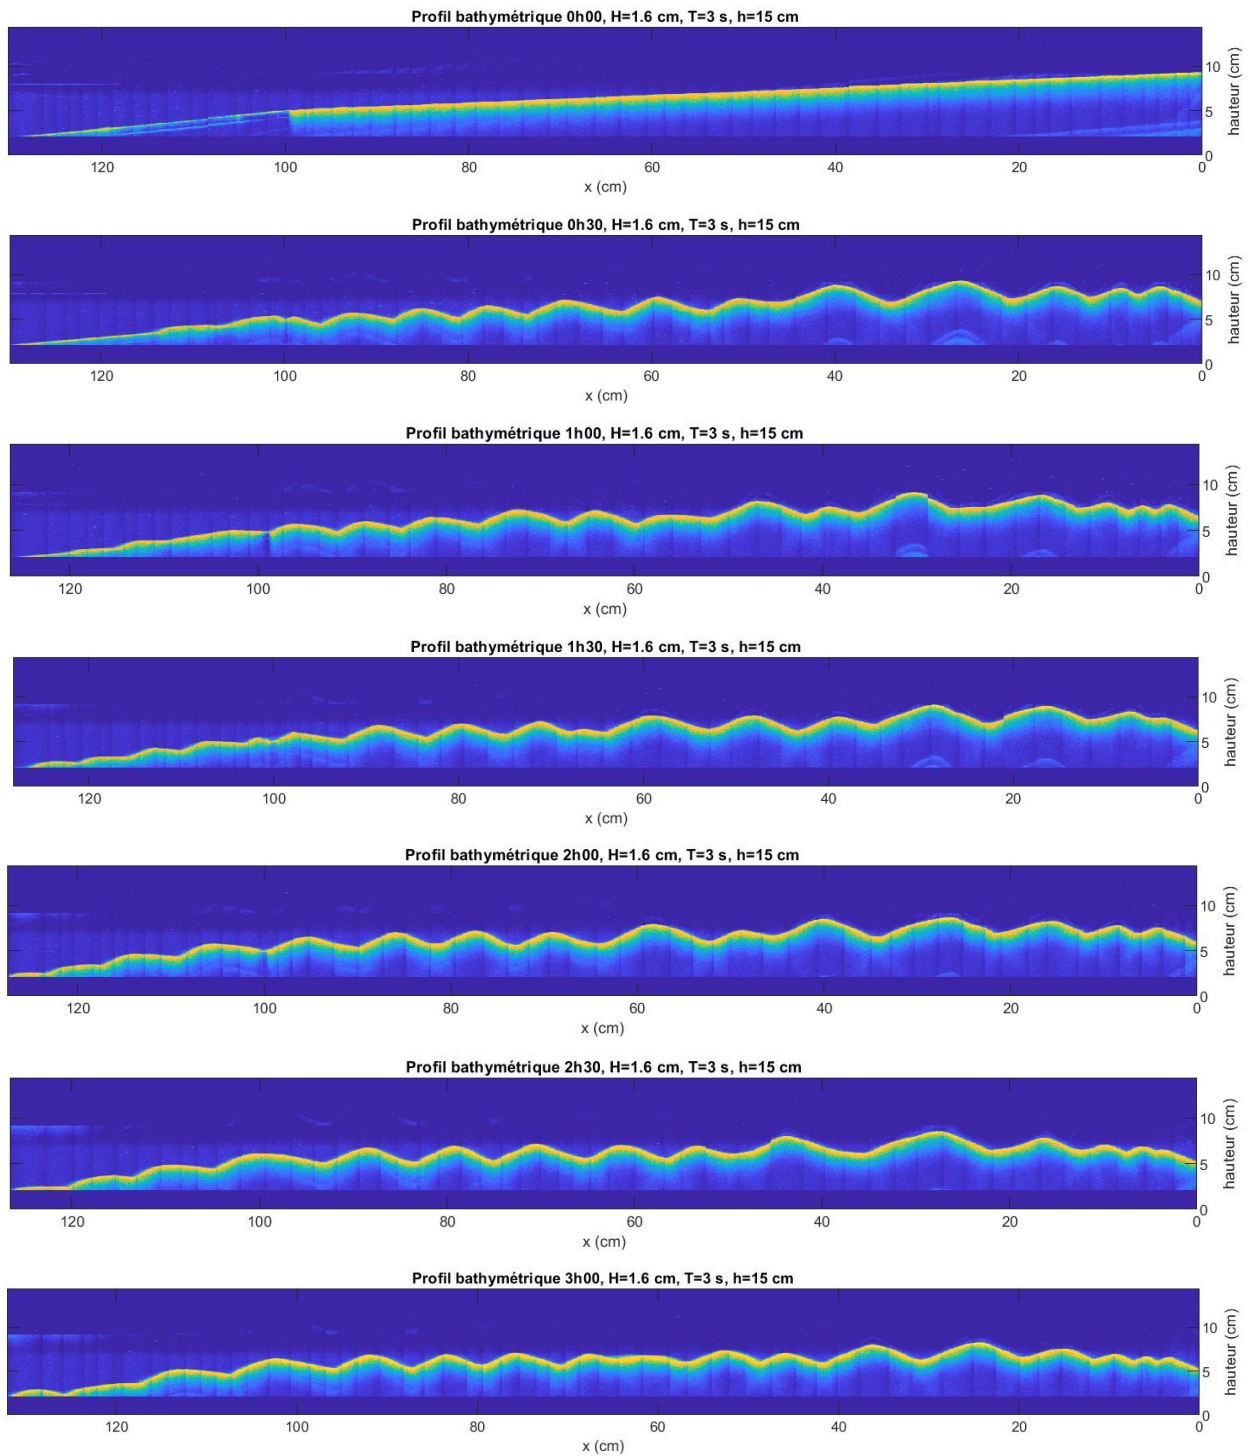 Profil bathymétrique 0h00, H=1.6 cm, T=3 s, h=15 cm
10
5
0
hauteur (cm)
120 100 80 60 40 20 0
x (cm)
Profil bathymétrique 0h30, H=1.6 cm, T=3 s, h=15 cm
10
5
0
hauteur (cm)
120 100 80 60 40 20 0
x (cm)
Profil bathymétrique 1h00, H=1.6 cm, T=3 s, h=15 cm
10
5
0
hauteur (cm)
120 100 80 60 40 20 0
x (cm)
Profil bathymétrique 1h30, H=1.6 cm, T=3 s, h=15 cm
10
5
0
hauteur (cm)
120 100 80 60 40 20 0
x (cm)
Profil bathymétrique 2h00, H=1.6 cm, T=3 s, h=15 cm
10
5
0
hauteur (cm)
120 100 80 60 40 20 0
x (cm)
Profil bathymétrique 2h30, H=1.6 cm, T=3 s, h=15 cm
10
5
0
hauteur (cm)
120 100 80 60 40 20 0
x (cm)
Profil bathymétrique 3h00, H=1.6 cm, T=3 s, h=15 cm
10
5
0
hauteur (cm)
120 100 80 60 40 20 0
x (cm)